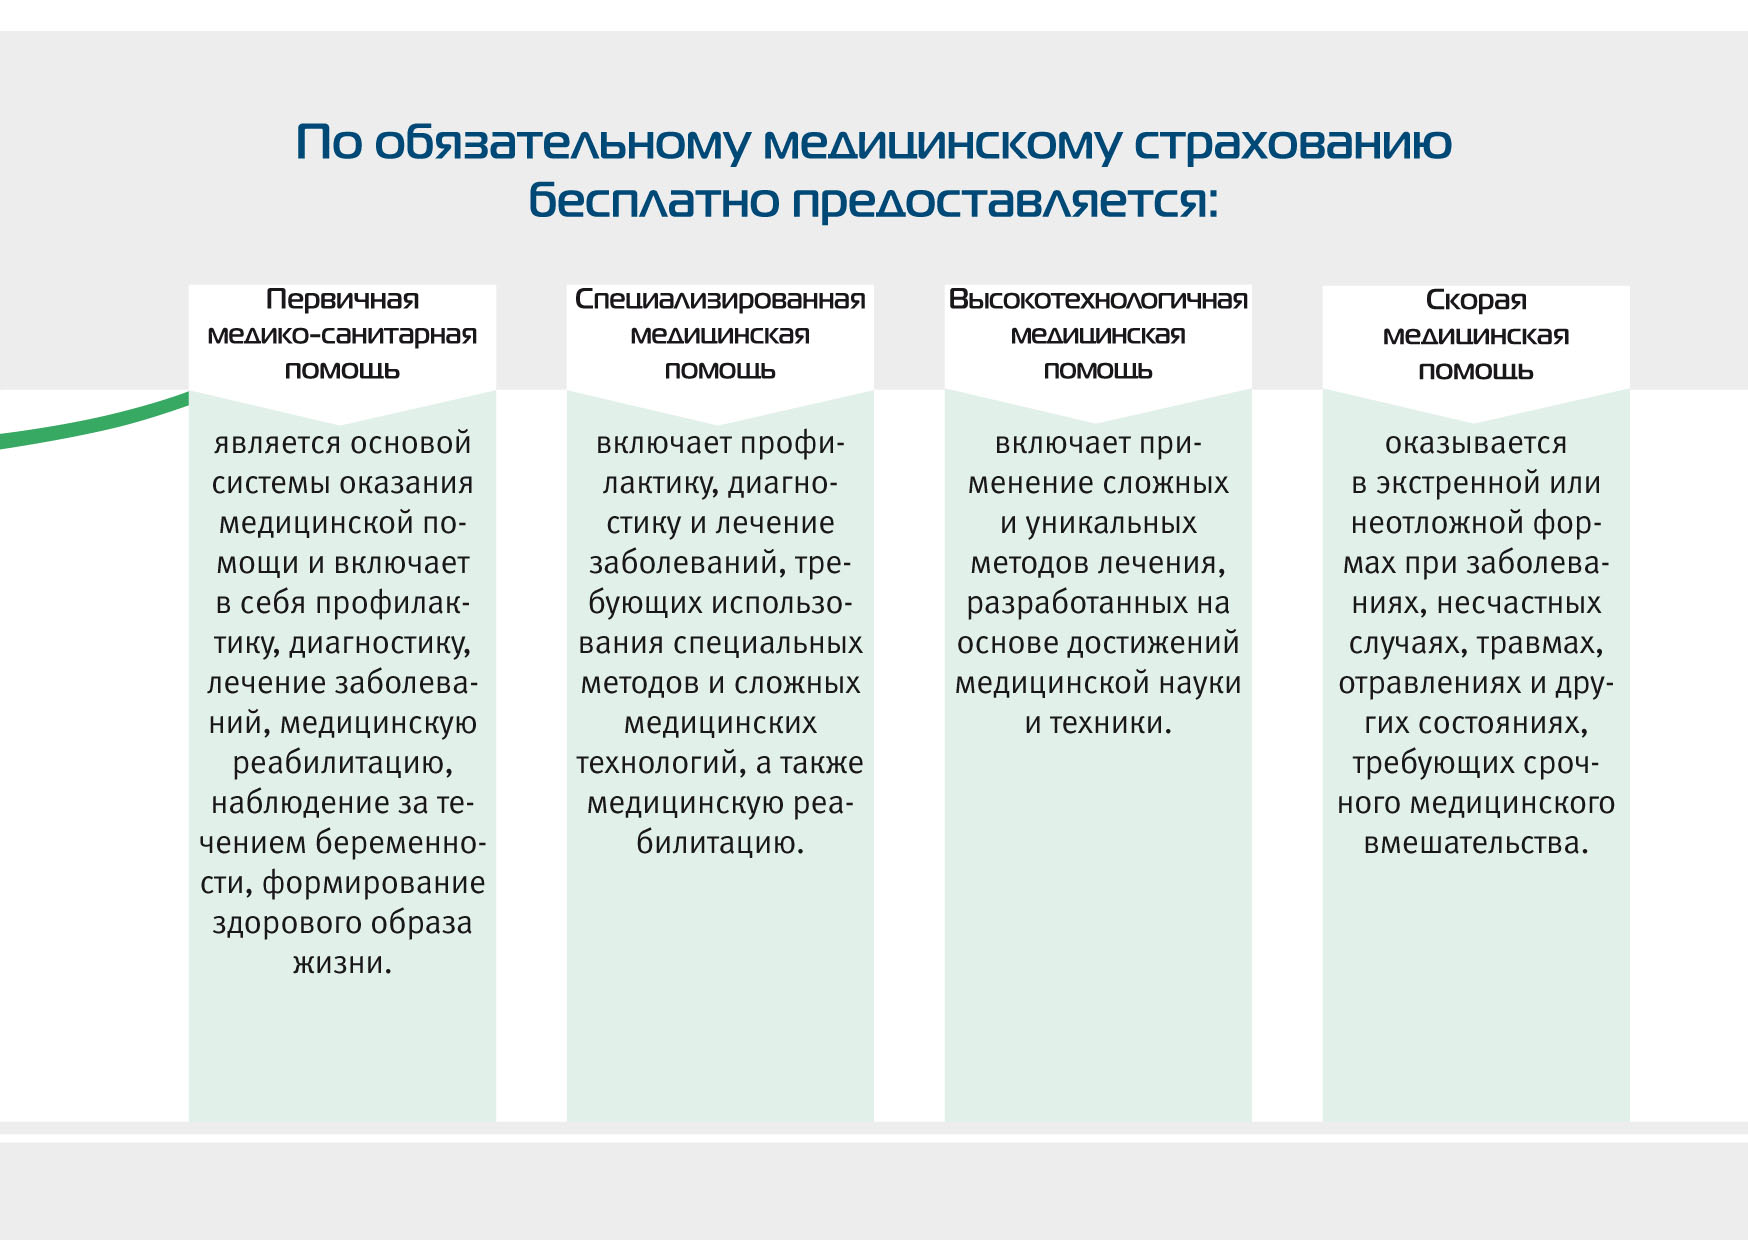 По обязательному медицинскому страхованию
бесплатно предоставляется:
Первичная
медико-санитарная
помощь
является основой
системы оказания
медицинской по-
мощи и включает
в себя профилак-
тику, диагностику,
лечение заболева-
ний, медицинскую
реабилитацию,
наблюдение за те-
чением беременно-
сти, формирование
здорового образа
жизни.
Специализированная
медицинская
помощь
включает профи-
лактику, диагно-
стику и лечение
заболеваний, тре-
бующих использо-
вания специальных
методов и сложных
медицинских
технологий, а также
медицинскую реа-
билитацию.
Высокотехнологичная
медицинская
помощь
включает при-
менение сложных
и уникальных
методов лечения,
разработанных на
основе достижений
медицинской науки
и техники.
Скорая
медицинская
помощь
оказывается
в экстренной или
неотложной фор-
мах при заболева-
ниях, несчастных
случаях, травмах,
отравлениях и дру-
гих состояниях,
требующих сроч-
ного медицинского
вмешательства.